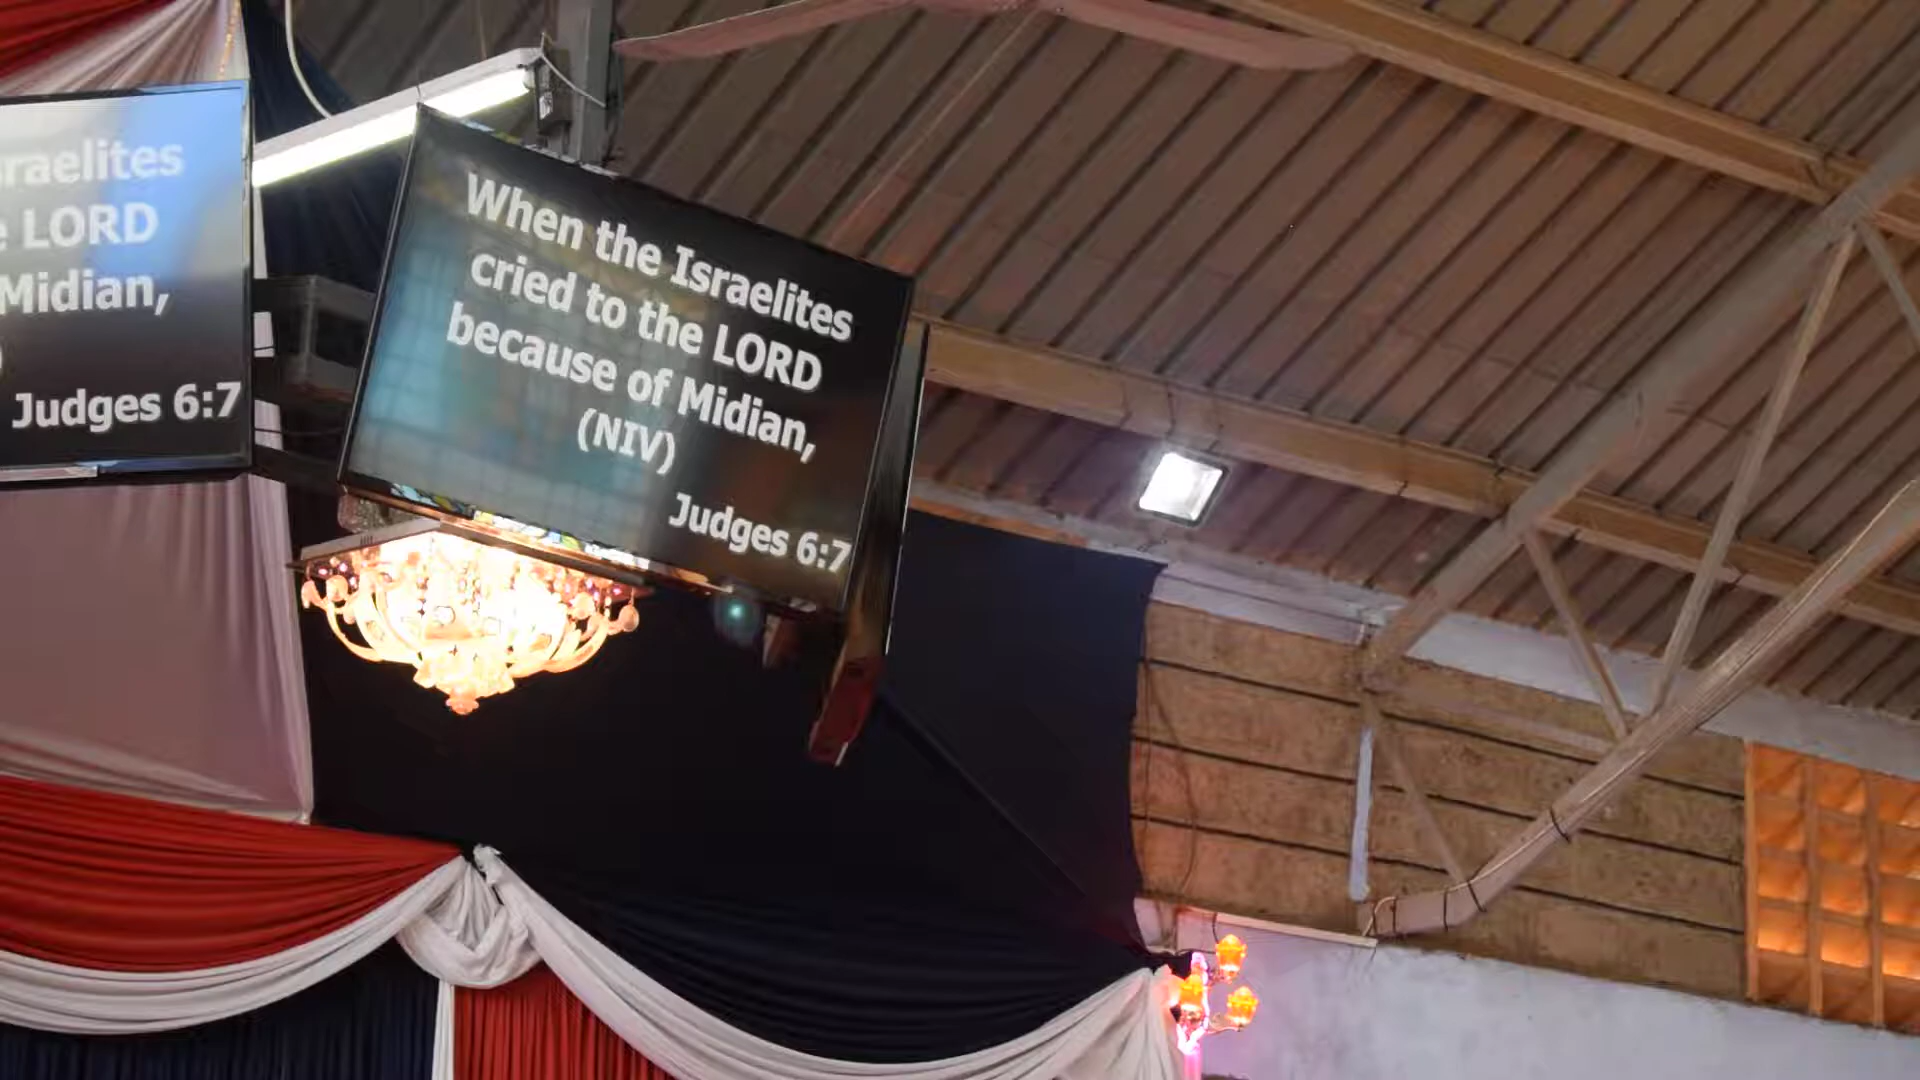 sraelites
e LORD
Midian,
)
Judges 6:7
When the Israelites
cried to the LORD
because of Midian,
(NIV)
Judges 6:7